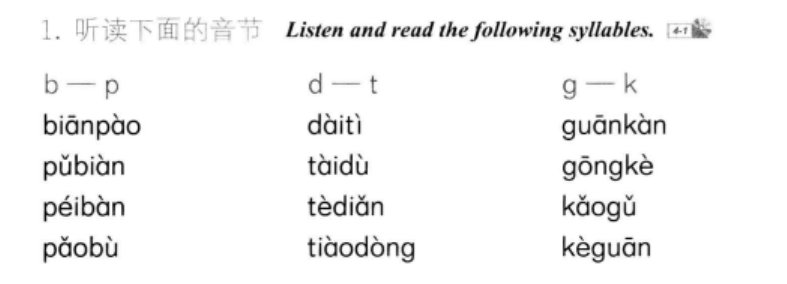 1. 听读下面的音节 Listen and read the following syllables. 4-1
b — p d — t g — k
biānpào dàitì guānkàn
pǔbiàn tàidù gōngkè
péibàn tèdiǎn kǎogǔ
pǎobù tiàodòng kèguān